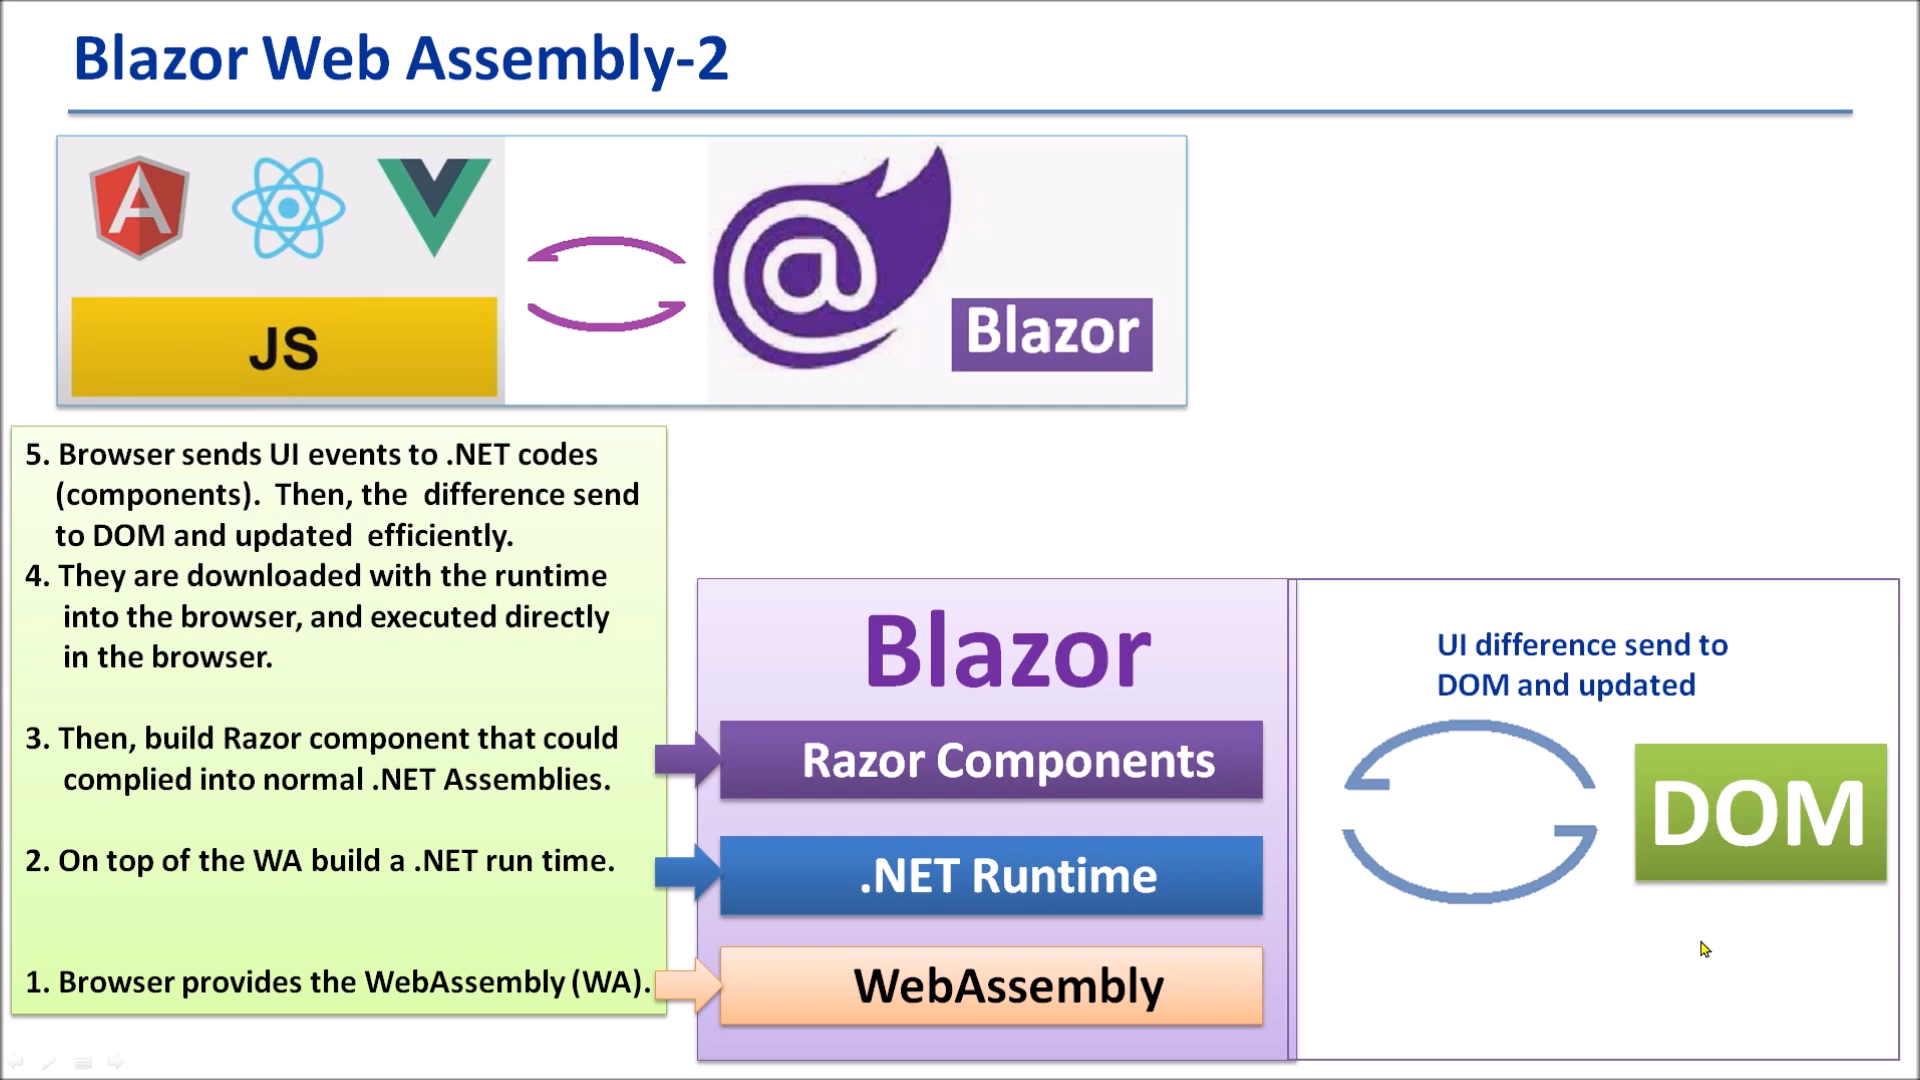 Blazor Web Assembly-2
A
JS
@
Blazor
5. Browser sends UI events to .NET codes
(components). Then, the difference send
to DOM and updated efficiently.
4. They are downloaded with the runtime
into the browser, and executed directly
in the browser.
3. Then, build Razor component that could
complied into normal .NET Assemblies.
2. On top of the WA build a .NET run time.
1. Browser provides the WebAssembly (WA).
Blazor
Razor Components
.NET Runtime
WebAssembly
UI difference send to
DOM and updated
DOM